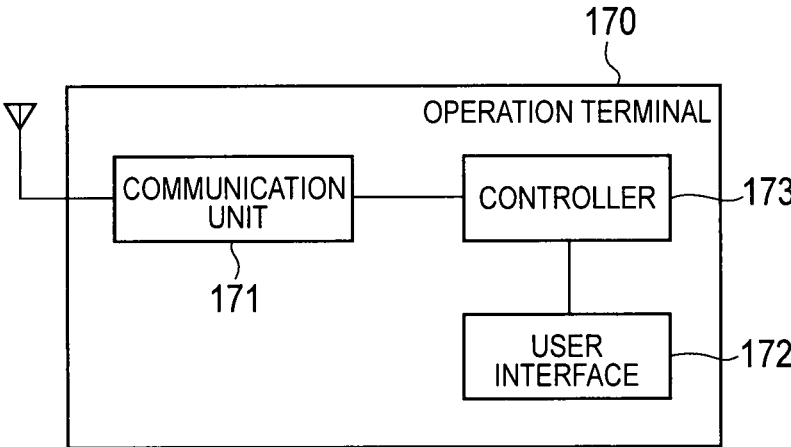 170
OPERATION TERMINAL
COMMUNICATION
UNIT
171
CONTROLLER
173
USER
INTERFACE
172